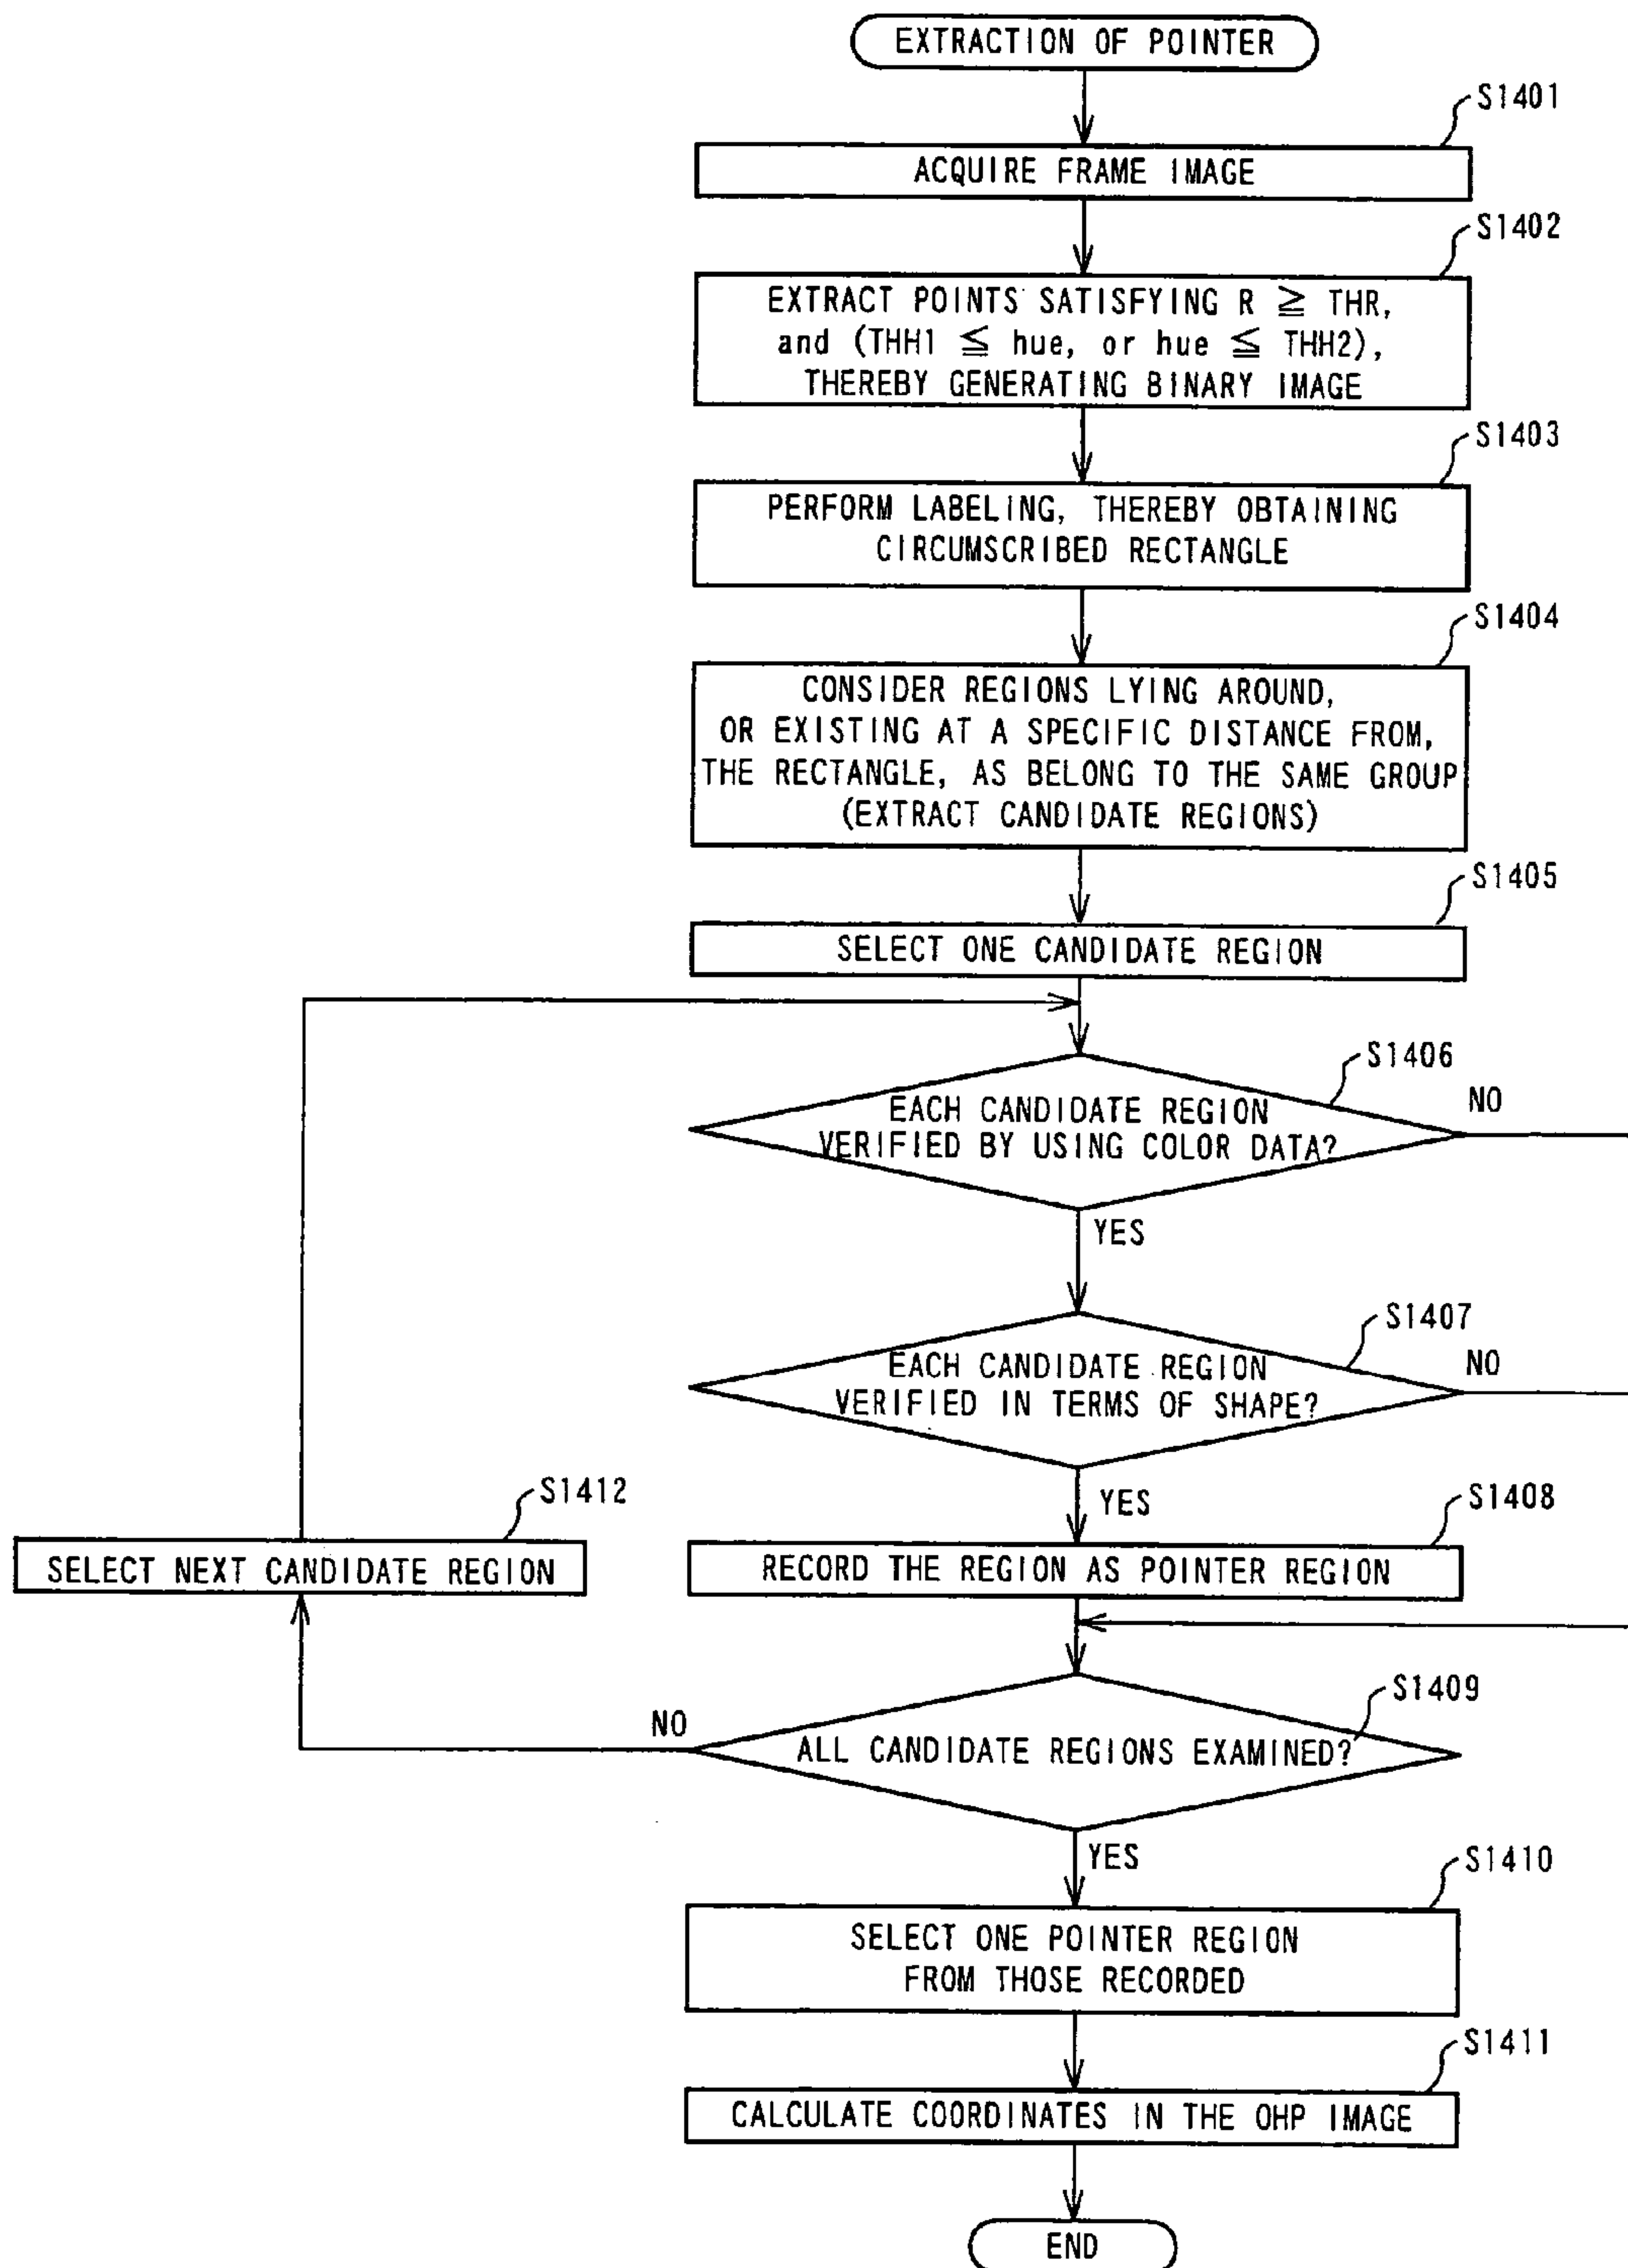 EXTRACTION OF POINTER
S1401
ACQUIRE FRAME IMAGE
S1402
EXTRACT POINTS SATISFYING R ≧ THR,
and (THH1 ≦ hue, or hue ≦ THH2),
THEREBY GENERATING BINARY IMAGE
S1403
PERFORM LABELING, THEREBY OBTAINING
CIRCUMSCRIBED RECTANGLE
S1404
CONSIDER REGIONS LYING AROUND,
OR EXISTING AT A SPECIFIC DISTANCE FROM,
THE RECTANGLE, AS BELONG TO THE SAME GROUP
(EXTRACT CANDIDATE REGIONS)
S1405
SELECT ONE CANDIDATE REGION
S1406
EACH CANDIDATE REGION
VERIFIED BY USING COLOR DATA?
NO
YES
S1407
EACH CANDIDATE REGION
VERIFIED IN TERMS OF SHAPE?
NO
YES
S1412
SELECT NEXT CANDIDATE REGION
S1408
RECORD THE REGION AS POINTER REGION
S1409
NO
ALL CANDIDATE REGIONS EXAMINED?
YES
S1410
SELECT ONE POINTER REGION
FROM THOSE RECORDED
S1411
CALCULATE COORDINATES IN THE OHP IMAGE
END